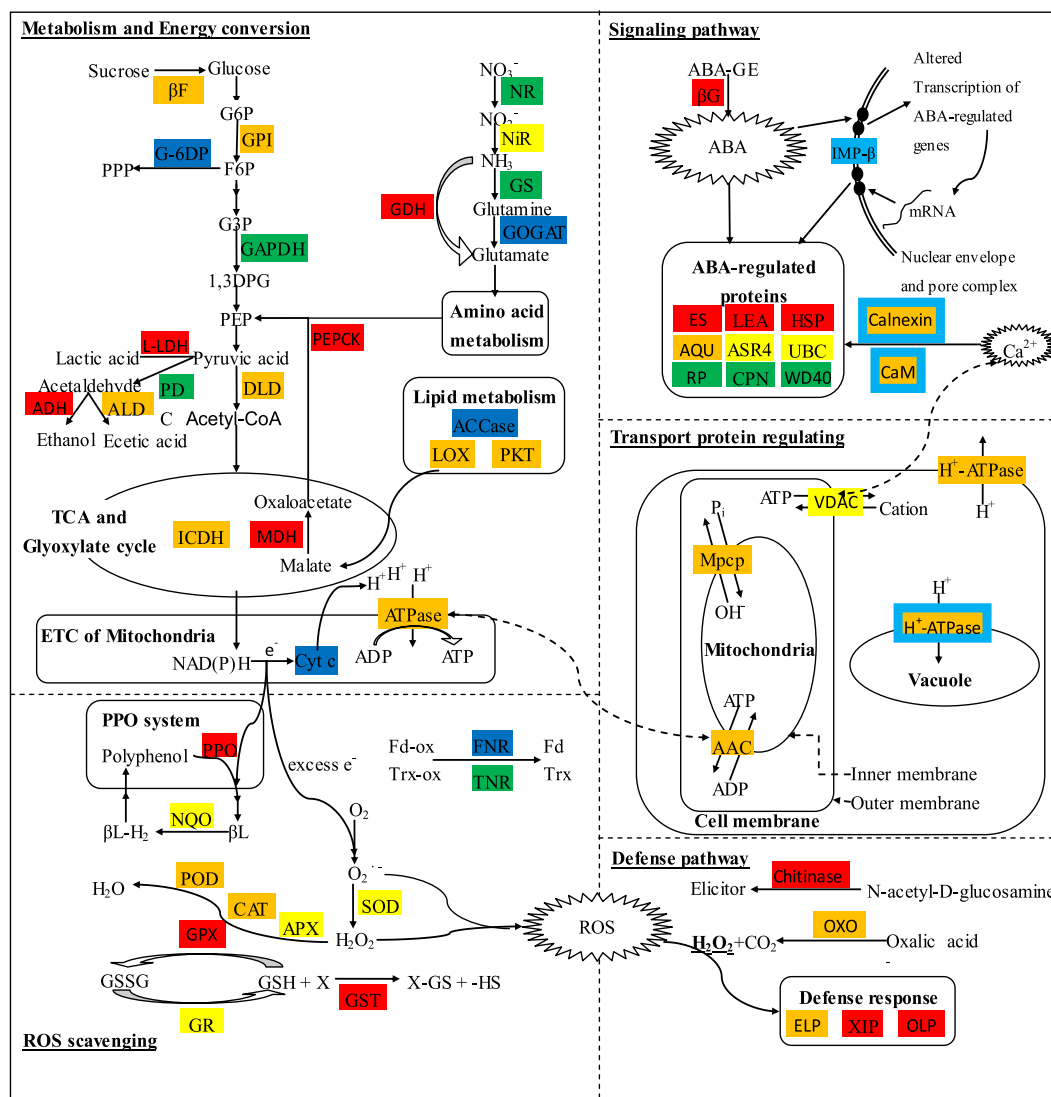 Metabolism and Energy conversion
Sucrose
Glucose
βF
G6P
GPI
G-6DP
PPP
F6P
G3P
GAPDH
1,3DPG
PEP
L-LDH
Lactic acid
Pyruvic acid
Acetaldehyde
PD
DLD
ADH
ALD
C
Acetyl-CoA
Ethanol
Ecetic acid
NO3-
NR
NO2-
NiR
NH3
GS
GDH
Glutamine
GOGAT
Glutamate
Amino acid
metabolism
PEPCK
Lipid metabolism
ACCase
LOX
PKT
TCA and
Glyoxylate cycle
ICDH
Oxaloacetate
MDH
Malate
H+
H+
H+
ETC of Mitochondria
ATPase
NAD(P)H
e-
Cyt c
ADP
ATP
PPO system
Polyphenol
PPO
NQO
βL-H2
βL
excess e-
Fd-ox
FNR
Fd
Trx-ox
TNR
Trx
O2
O2·-
POD
H2O
CAT
SOD
GPX
APX
H2O2
ROS
GSSG
GSH + X
GST
X-GS + -HS
GR
ROS scavenging
Signaling pathway
ABA-GE
βG
ABA
IMP-β
Altered
Transcription of
ABA-regulated
genes
mRNA
Nuclear envelope
and pore complex
ABA-regulated
proteins
ES LEA HSP
AQU ASR4 UBC
RP CPN WD40
Calnexin
CaM
Ca2+
Transport protein regulating
H+-ATPase
H+
ATP
VDAC
Cation
Pi
Mpcp
OH-
Mitochondria
H+
H+-ATPase
Vacuole
ATP
AAC
ADP
Inner membrane
Outer membrane
Cell membrane
Defense pathway
Elicitor
Chitinase
N-acetyl-D-glucosamine
OXO
H2O2+CO2
Oxalic acid
Defense response
ELP XIP OLP